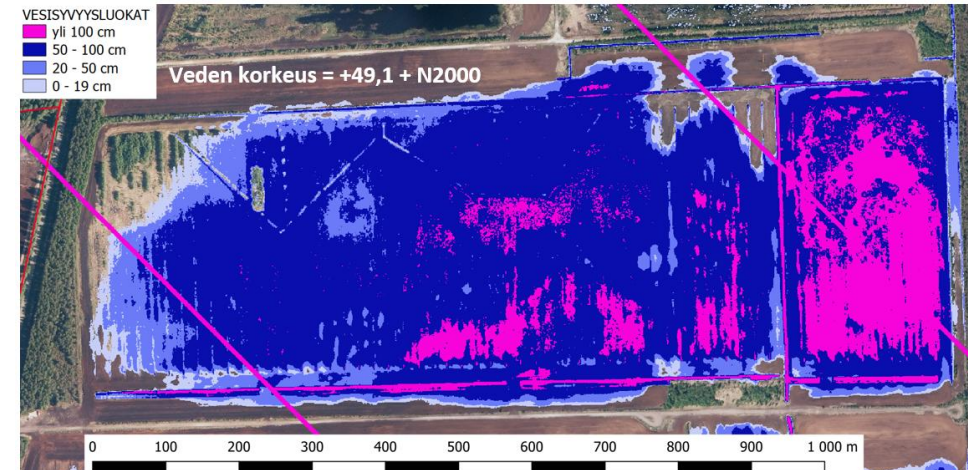 VESISYVYYSLUOKAT
yli 100 cm
50 - 100 cm
20 - 50 cm
0 - 19 cm
Veden korkeus = +49,1 + N2000
0 100 200 300 400 500 600 700 800 900 1 000 m